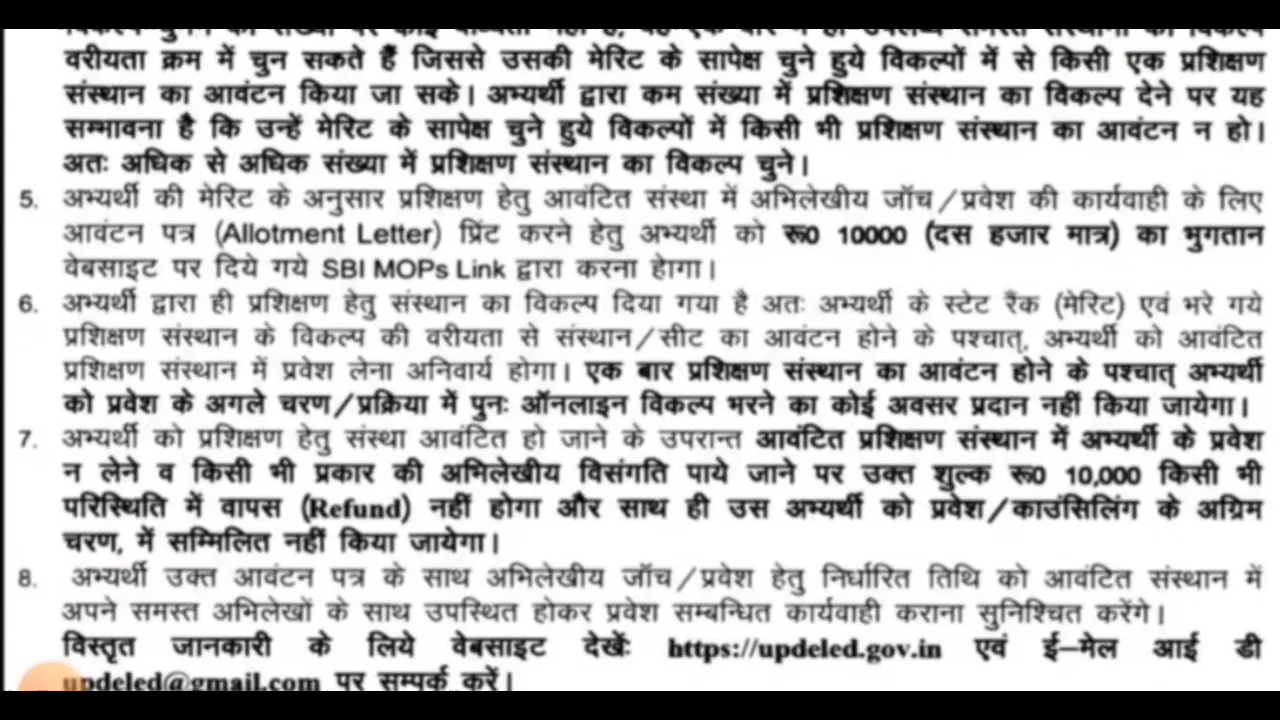 वरीयता क्रम में चुन सकते हैं जिससे उसकी मेरिट के सापेक्ष चुने हुये विकल्पों में से किसी एक प्रशिक्षण
संस्थान का आवंटन किया जा सके। अभ्यर्थी द्वारा कम संख्या में प्रशिक्षण संस्थान का विकल्प देने पर यह
सम्भावना है कि उन्हें मेरिट के सापेक्ष चुने हुये विकल्पों में किसी भी प्रशिक्षण संस्थान का आवंटन न हो।
अतः अधिक से अधिक संख्या में प्रशिक्षण संस्थान का विकल्प चुने।
5. अभ्यर्थी की मेरिट के अनुसार प्रशिक्षण हेतु आवंटित संस्था में अभिलेखीय जॉच/प्रवेश की कार्यवाही के लिए
आवंटन पत्र (Allotment Letter) प्रिंट करने हेतु अभ्यर्थी को रू0 10000 (दस हजार मात्र) का भुगतान
वेबसाइट पर दिये गये SBI MOPs Link द्वारा करना हेागा।
6. अभ्यर्थी द्वारा ही प्रशिक्षण हेतु संस्थान का विकल्प दिया गया है अतः अभ्यर्थी के स्टेट रैंक (मेरिट) एवं भरे गये
प्रशिक्षण संस्थान के विकल्प की वरीयता से संस्थान/सीट का आवंटन होने के पश्चात्, अभ्यर्थी को आवंटित
प्रशिक्षण संस्थान में प्रवेश लेना अनिवार्य होगा। एक बार प्रशिक्षण संस्थान का आवंटन होने के पश्चात् अभ्यर्थी
को प्रवेश के अगले चरण/प्रक्रिया में पुनः ऑनलाइन विकल्प भरने का कोई अवसर प्रदान नहीं किया जायेगा।
7. अभ्यर्थी को प्रशिक्षण हेतु संस्था आवंटित हो जाने के उपरान्त आवंटित प्रशिक्षण संस्थान में अभ्यर्थी के प्रवेश
न लेने व किसी भी प्रकार की अभिलेखीय विसंगति पाये जाने पर उक्त शुल्क रू0 10,000 किसी भी
परिस्थिति में वापस (Refund) नहीं होगा और साथ ही उस अभ्यर्थी को प्रवेश/काउंसिलिंग के अग्रिम
चरण, में सम्मिलित नहीं किया जायेगा।
8. अभ्यर्थी उक्त आवंटन पत्र के साथ अभिलेखीय जॉच/प्रवेश हेतु निर्धारित तिथि को आवंटित संस्थान में
अपने समस्त अभिलेखों के साथ उपस्थित होकर प्रवेश सम्बन्धित कार्यवाही कराना सुनिश्चित करेंगे।
विस्तृत जानकारी के लिये वेबसाइट देखेंः https://updeled.gov.in एवं ई–मेल आई डी
updeled@gmail.com पर सम्पर्क करें।